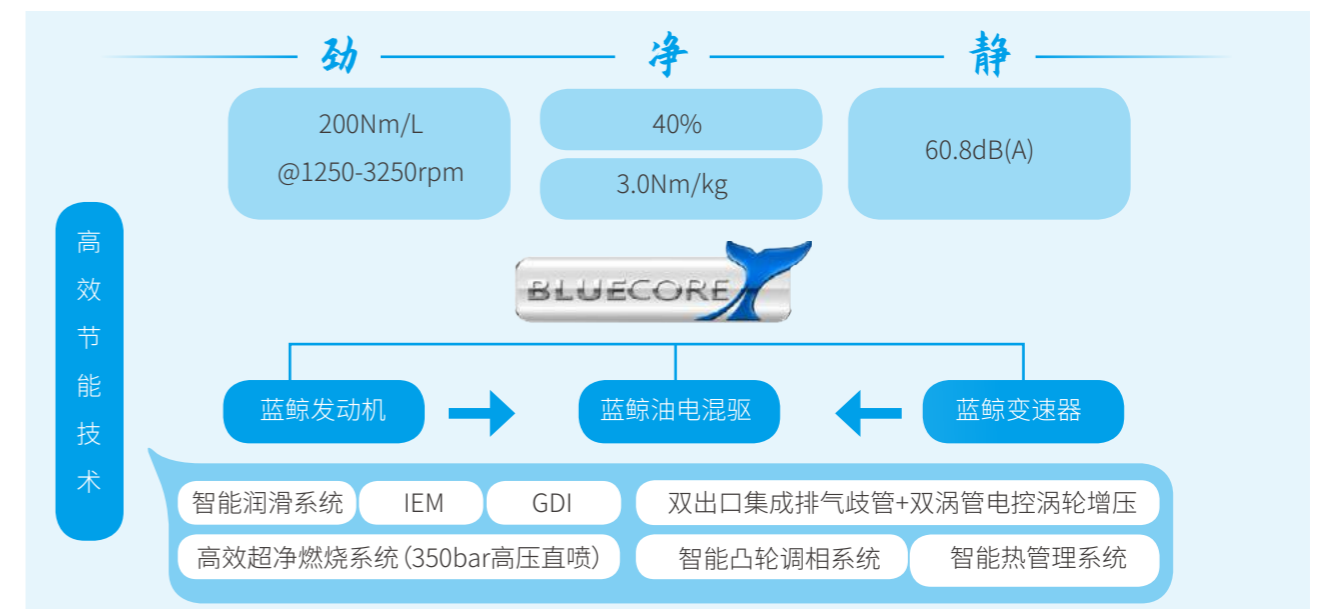 劲 净 静
200Nm/L
@1250-3250rpm
40%
3.0Nm/kg
60.8dB(A)
高效节能技术
BLUECORE
蓝鲸发动机 蓝鲸油电混驱 蓝鲸变速器
智能润滑系统 IEM GDI 双出口集成排气歧管+双涡管电控涡轮增压
高效超净燃烧系统(350bar高压直喷) 智能凸轮调相系统 智能热管理系统